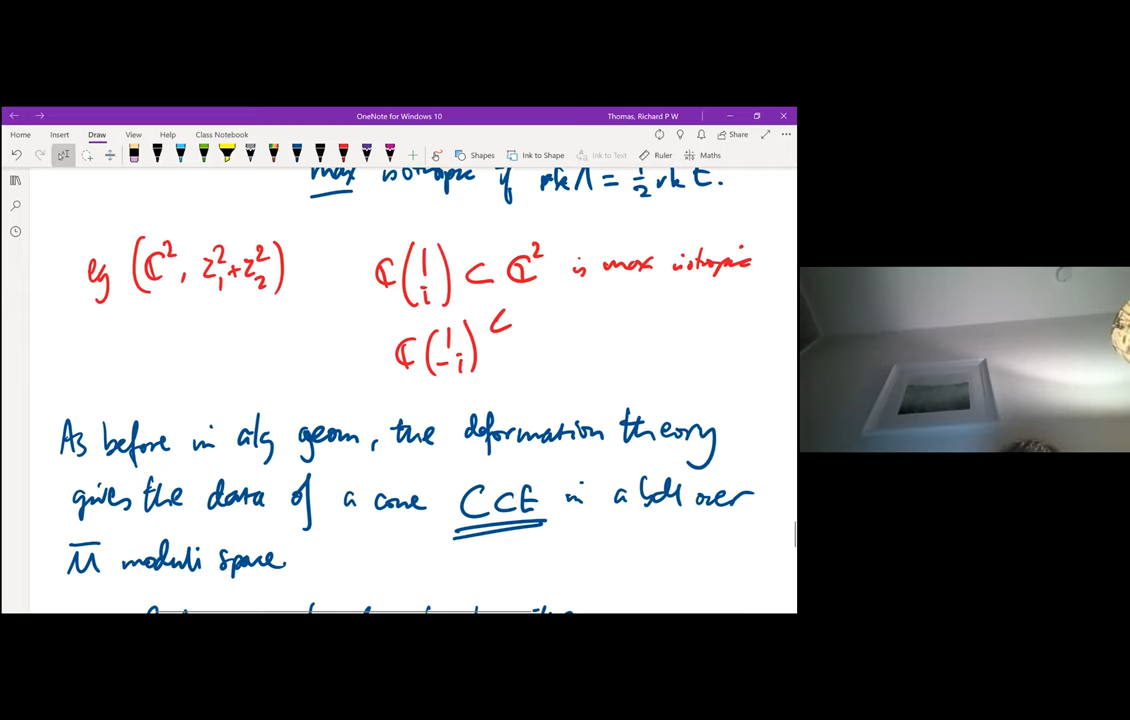 OneNote for Windows 10
Thomas, Richard P W
Home Insert Draw View Help Class Notebook
Share
Shapes Ink to Shape Ink to Text Ruler Maths
max isotropic if rk Λ = 1/2 rk E.
eg (ℂ², z₁²+z₂²) ℂ(1 i) ⊂ ℂ² is max isotropic
ℂ(1 -i) ⊂
As before in alg geom, the deformation theory
gives the data of a cone C⊂E in a bdl over
M̅ moduli space.